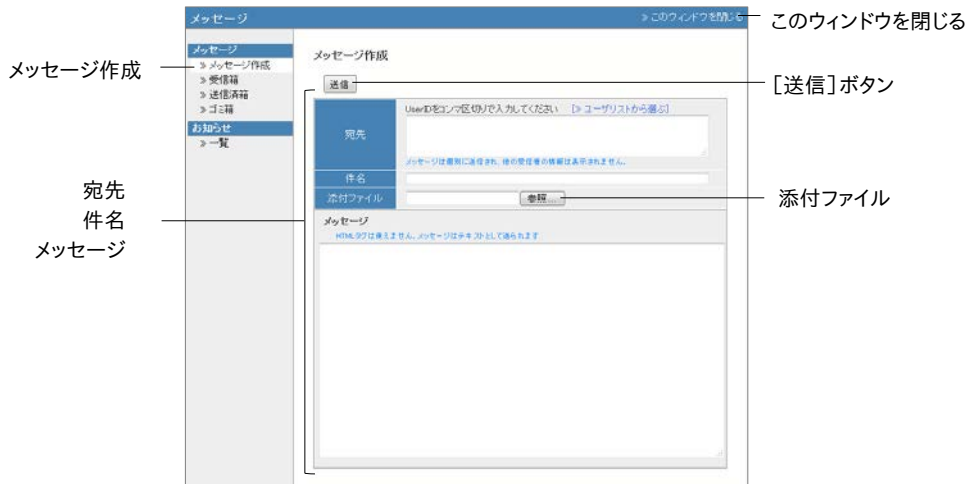 メッセージ
» このウィンドウを閉じる
このウィンドウを閉じる
メッセージ作成
メッセージ
» メッセージ作成
» 受信箱
» 送信済箱
» ゴミ箱
お知らせ
» 一覧
メッセージ作成
送信
[送信]ボタン
宛先
UserIDをコンマ区切りで入力してください [» ユーザリストから選ぶ]
メッセージは個別に送信され、他の受信者の情報は表示されません。
件名
添付ファイル
参照...
添付ファイル
宛先
件名
メッセージ
メッセージ
HTMLタグは使えません。メッセージはテキストとして送られます